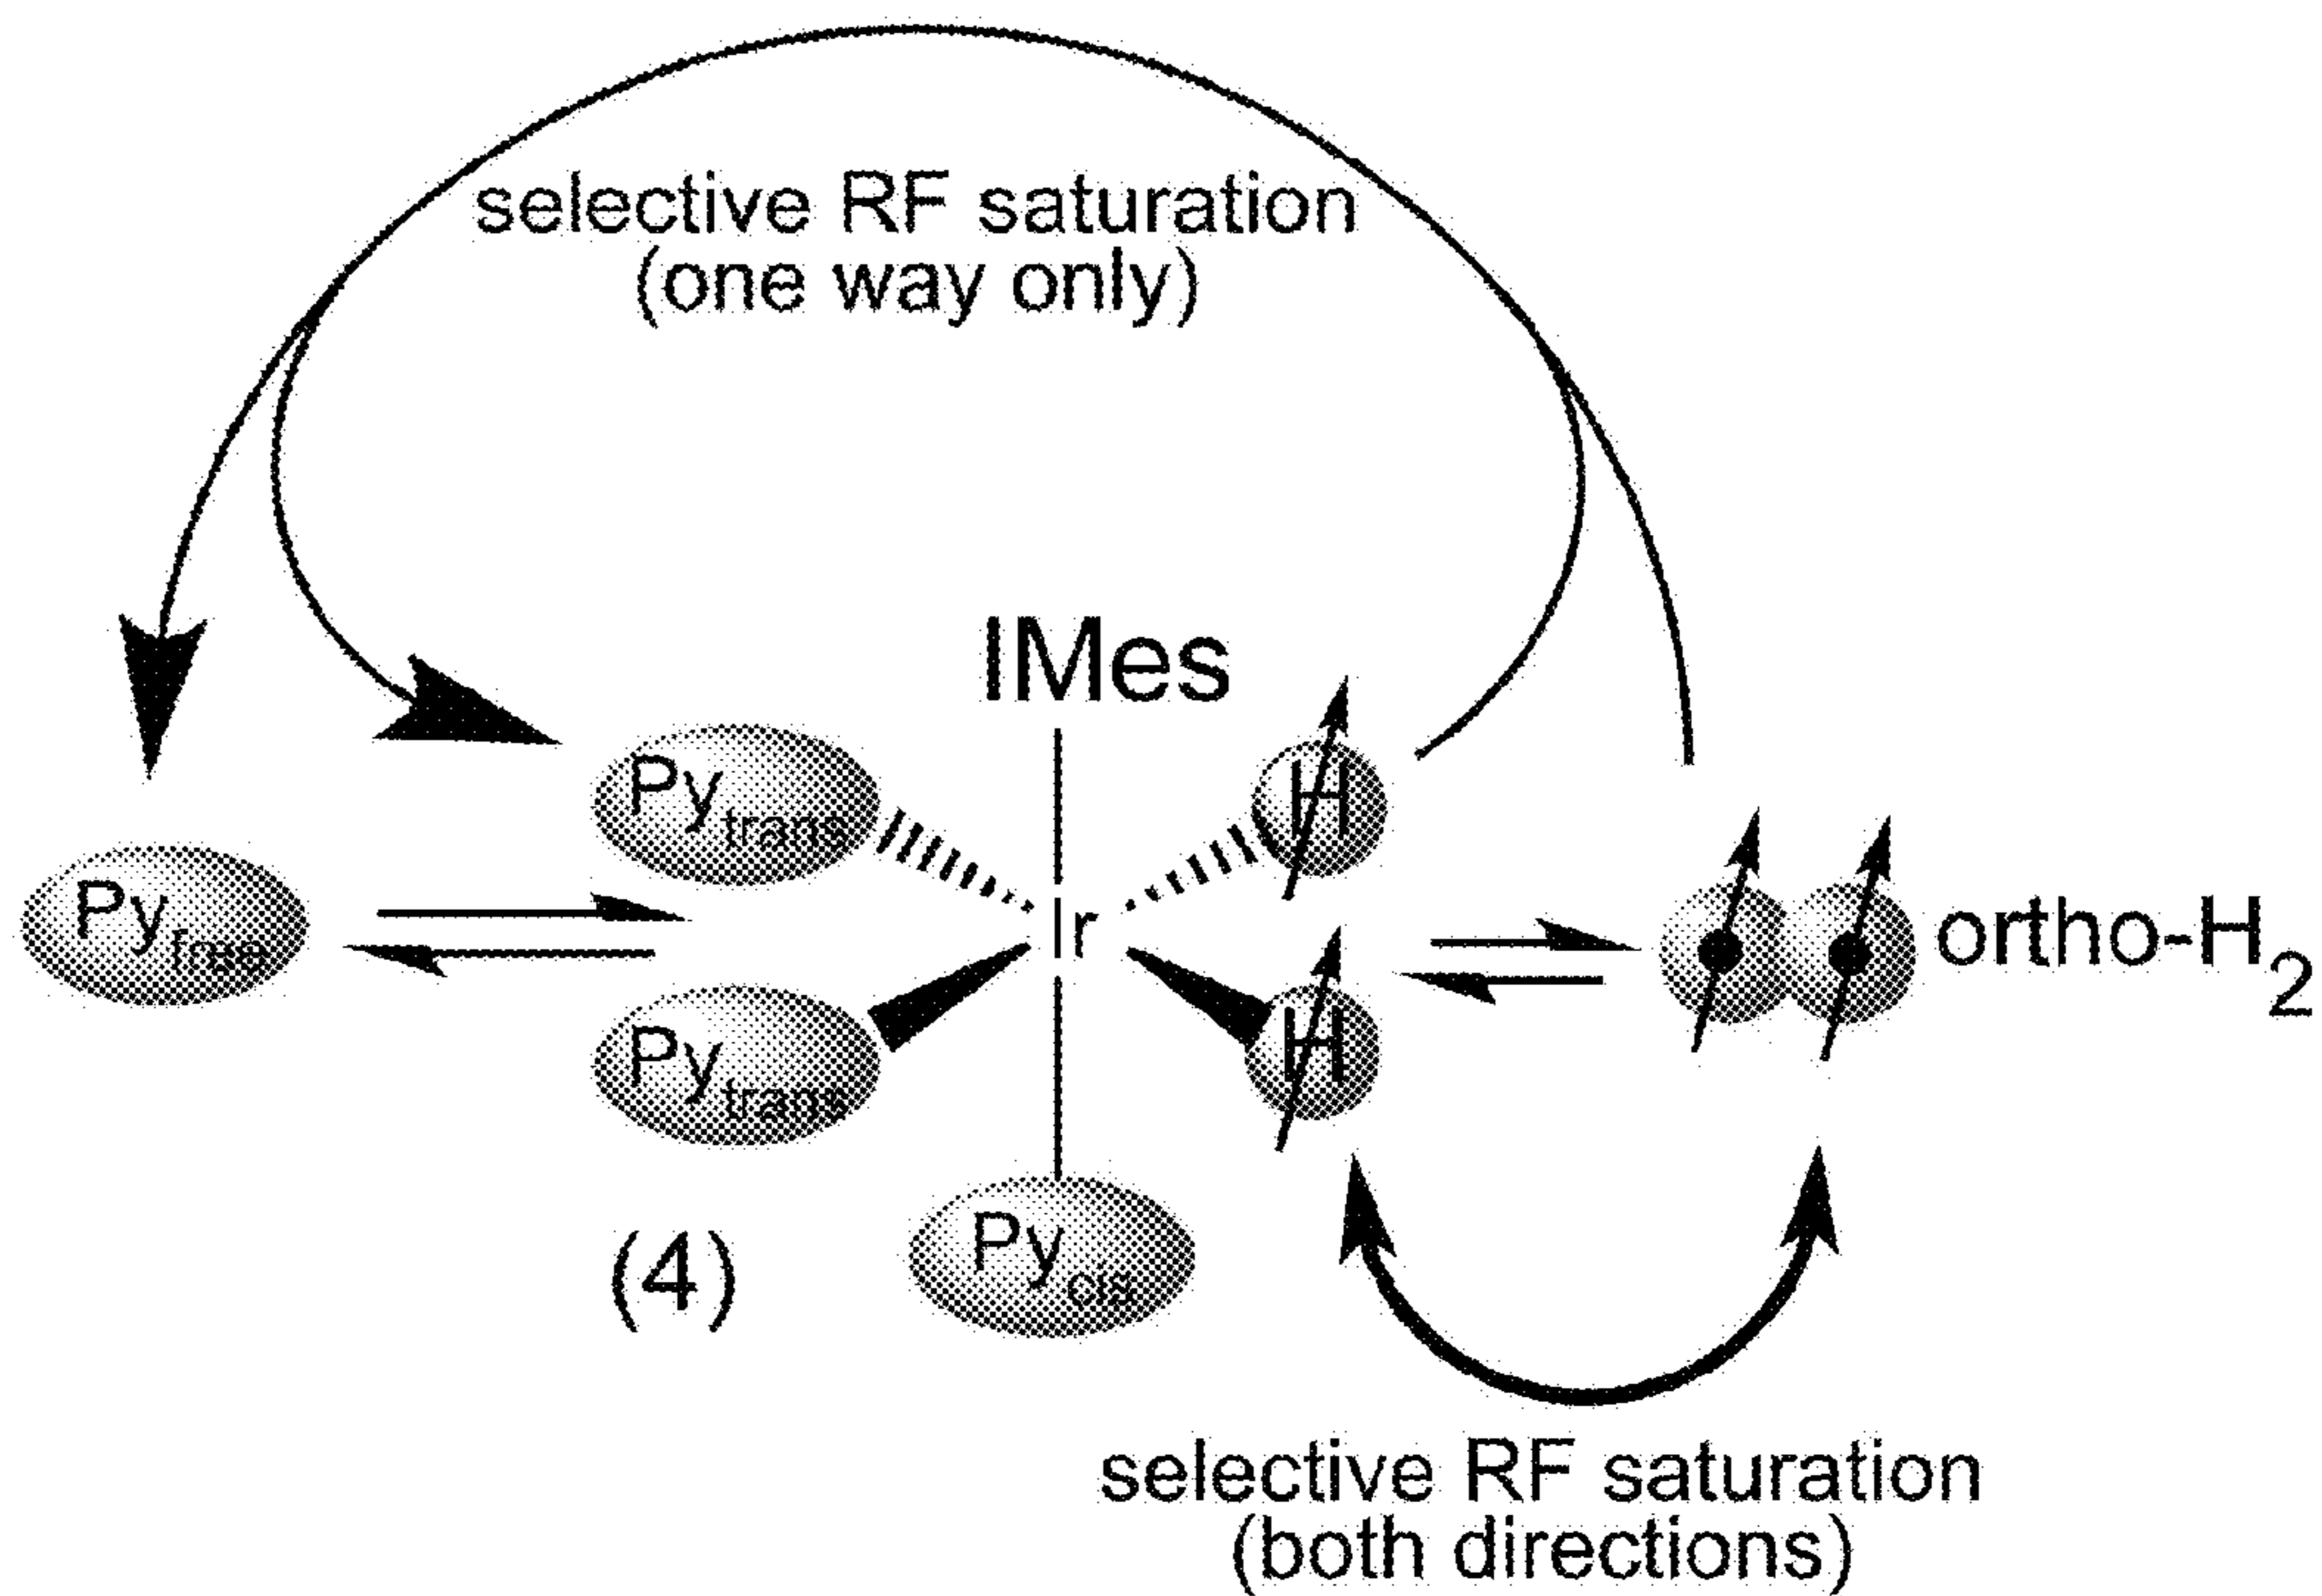 selective RF saturation
(one way only)
IMes
Py_trans
H
Py_free
Ir
ortho-H_2
Py_trans
H
(4)
Py_cis
selective RF saturation
(both directions)